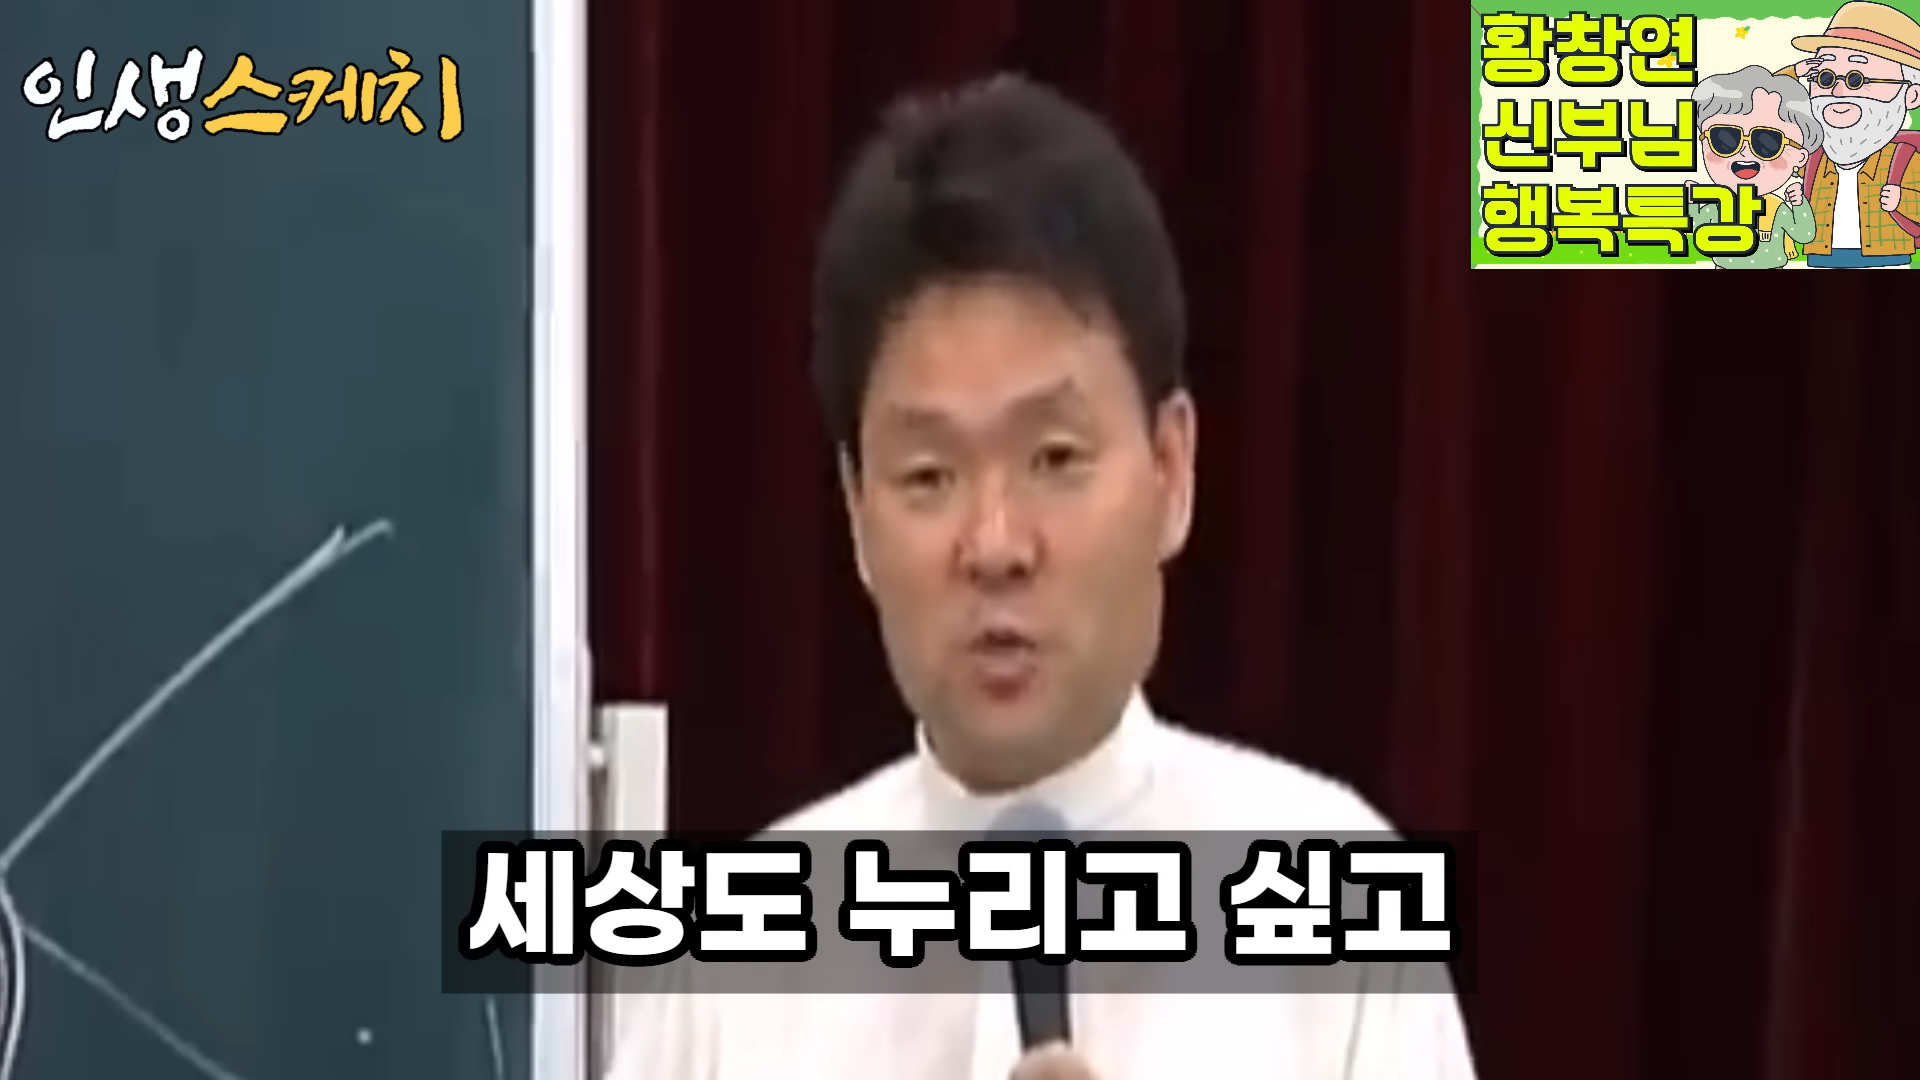 인생스케치
황창연
신부님
행복특강
세상도 누리고 싶고